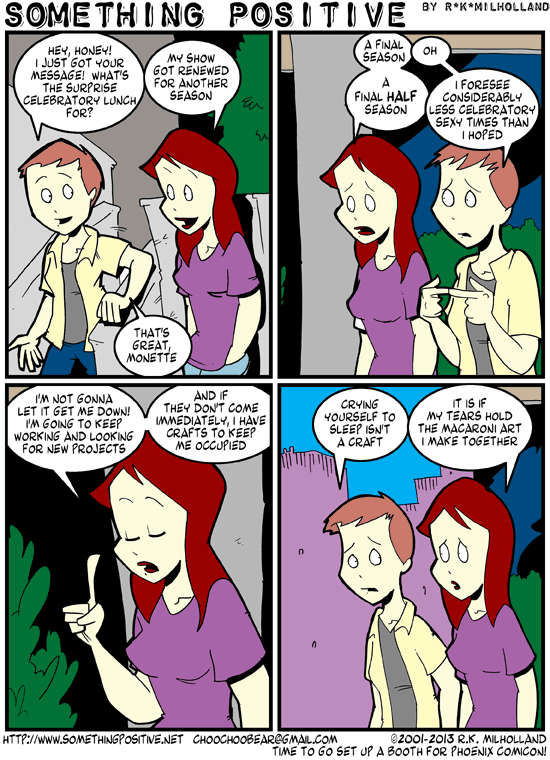 SOMETHING POSITIVE BY R*K*MILHOLLAND
HEY, HONEY!
I JUST GOT YOUR
MESSAGE! WHAT'S
THE SURPRISE
CELEBRATORY LUNCH
FOR?
MY SHOW
GOT RENEWED
FOR ANOTHER
SEASON
THAT'S
GREAT,
MONETTE
A FINAL
SEASON
OH
A
FINAL HALF
SEASON
I FORESEE
CONSIDERABLY
LESS CELEBRATORY
SEXY TIMES THAN
I HOPED
I'M NOT GONNA
LET IT GET ME DOWN!
I'M GOING TO KEEP
WORKING AND LOOKING
FOR NEW PROJECTS
AND IF
THEY DON'T COME
IMMEDIATELY, I HAVE
CRAFTS TO KEEP
ME OCCUPIED
CRYING
YOURSELF TO
SLEEP ISN'T
A CRAFT
IT IS IF
MY TEARS HOLD
THE MACARONI ART
I MAKE TOGETHER
HTTP://WWW.SOMETHINGPOSITIVE.NET CHOOCHOOBEAR@GMAIL.COM ©2001-2013 R.K. MILHOLLAND
TIME TO GO SET UP A BOOTH FOR PHOENIX COMICON!